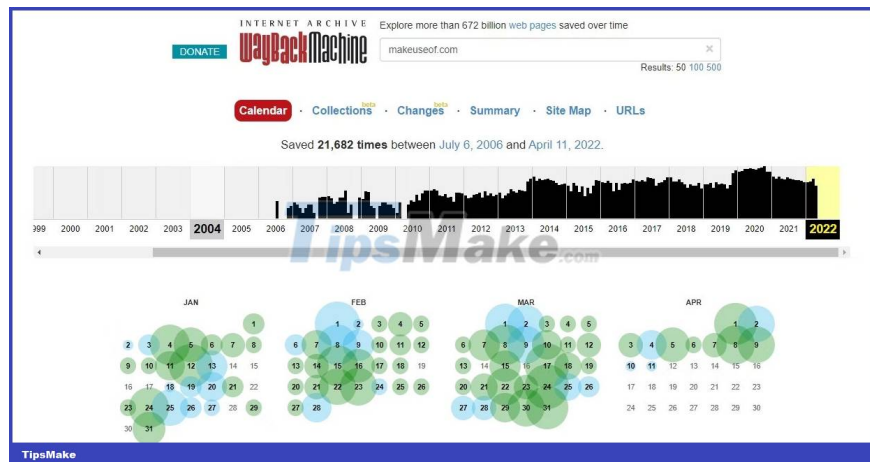 INTERNET ARCHIVE
Explore more than 672 billion web pages saved over time
DONATE
WayBackMachine
makeuseof.com ×
Results: 50 100 500
Calendar · Collections beta · Changes beta · Summary · Site Map · URLs
Saved 21,682 times between July 6, 2006 and April 11, 2022.
TipsMake.com
999 2000 2001 2002 2003 2004 2005 2006 2007 2008 2009 2010 2011 2012 2013 2014 2015 2016 2017 2018 2019 2020 2021 2022
JAN FEB MAR APR
1 1 2 3 4 5 1 2 3 4 5 1 2
2 3 4 5 6 7 8 6 7 8 9 10 11 12 6 7 8 9 10 11 12 3 4 5 6 7 8 9
9 10 11 12 13 14 15 13 14 15 16 17 18 19 13 14 15 16 17 18 19 10 11 12 13 14 15 16
16 17 18 19 20 21 22 20 21 22 23 24 25 26 20 21 22 23 24 25 26 17 18 19 20 21 22 23
23 24 25 26 27 28 29 27 28 27 28 29 30 31 24 25 26 27 28 29 30
30 31
TipsMake